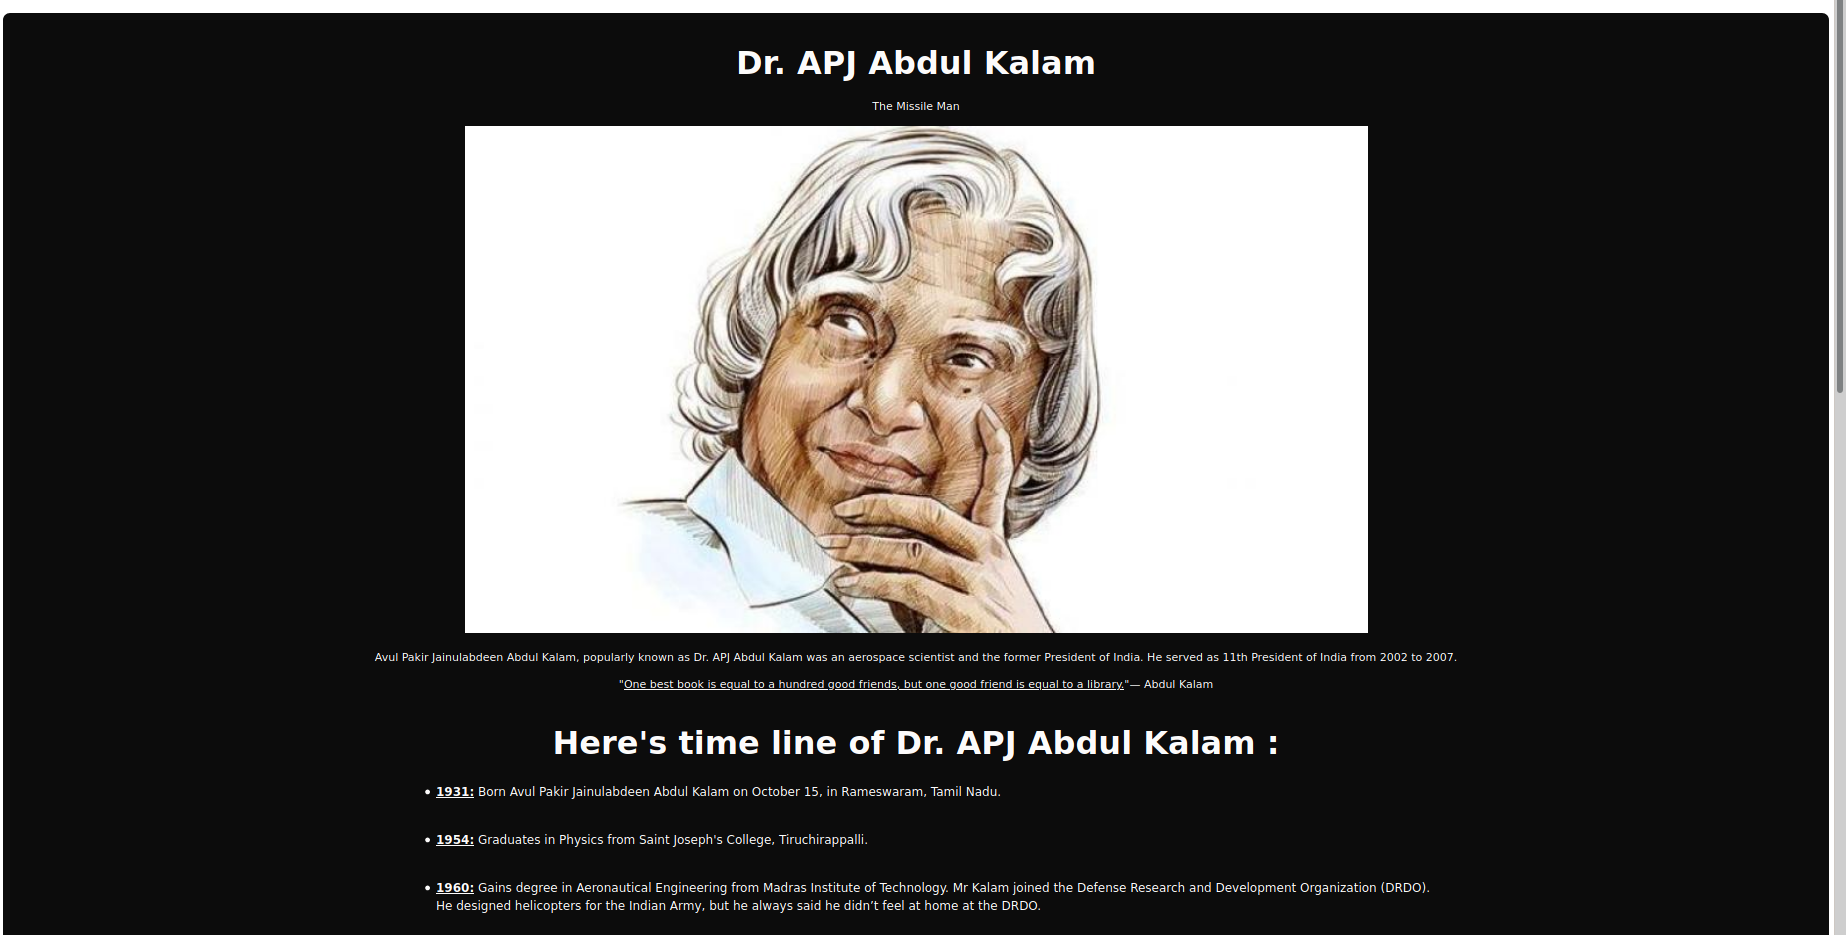 Dr. APJ Abdul Kalam
The Missile Man
Avul Pakir Jainulabdeen Abdul Kalam, popularly known as Dr. APJ Abdul Kalam was an aerospace scientist and the former President of India. He served as 11th President of India from 2002 to 2007.
"One best book is equal to a hundred good friends, but one good friend is equal to a library."— Abdul Kalam
Here's time line of Dr. APJ Abdul Kalam :
• 1931: Born Avul Pakir Jainulabdeen Abdul Kalam on October 15, in Rameswaram, Tamil Nadu.
• 1954: Graduates in Physics from Saint Joseph's College, Tiruchirappalli.
• 1960: Gains degree in Aeronautical Engineering from Madras Institute of Technology. Mr Kalam joined the Defense Research and Development Organization (DRDO).
He designed helicopters for the Indian Army, but he always said he didn’t feel at home at the DRDO.